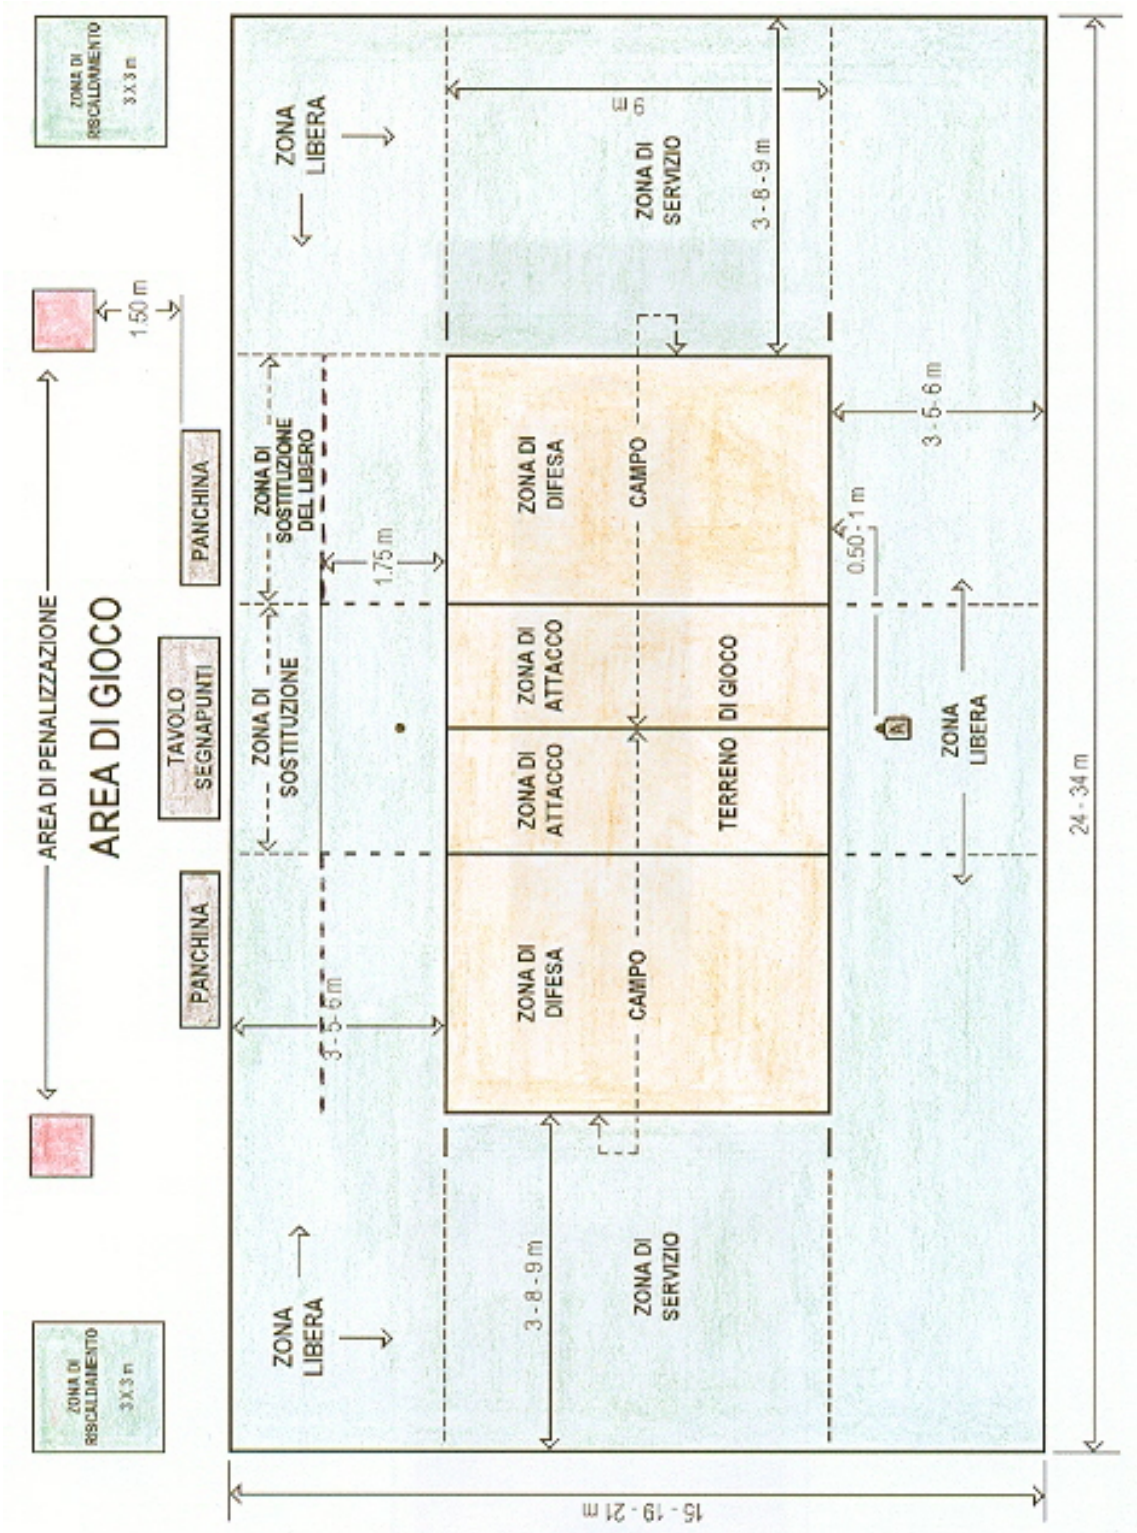 AREA DI PENALIZZAZIONE
AREA DI GIOCO
ZONA DI
RISCALDAMENTO
3 X 3 m
ZONA DI
RISCALDAMENTO
3 X 3 m
1.50 m
PANCHINA
TAVOLO
SEGNAPUNTI
PANCHINA
ZONA
LIBERA
ZONA DI
SOSTITUZIONE
ZONA DI
SOSTITUZIONE
DEL LIBERO
ZONA
LIBERA
3 - 5 - 6 m
1.75 m
3 - 8 - 9 m
ZONA DI
SERVIZIO
ZONA DI
DIFESA
ZONA DI
ATTACCO
ZONA DI
ATTACCO
ZONA DI
DIFESA
9 m
CAMPO
CAMPO
ZONA DI
SERVIZIO
TERRENO DI GIOCO
3 - 8 - 9 m
0.50 - 1 m
3 - 5 - 6 m
A
ZONA
LIBERA
24 - 34 m
15 - 19 - 21 m